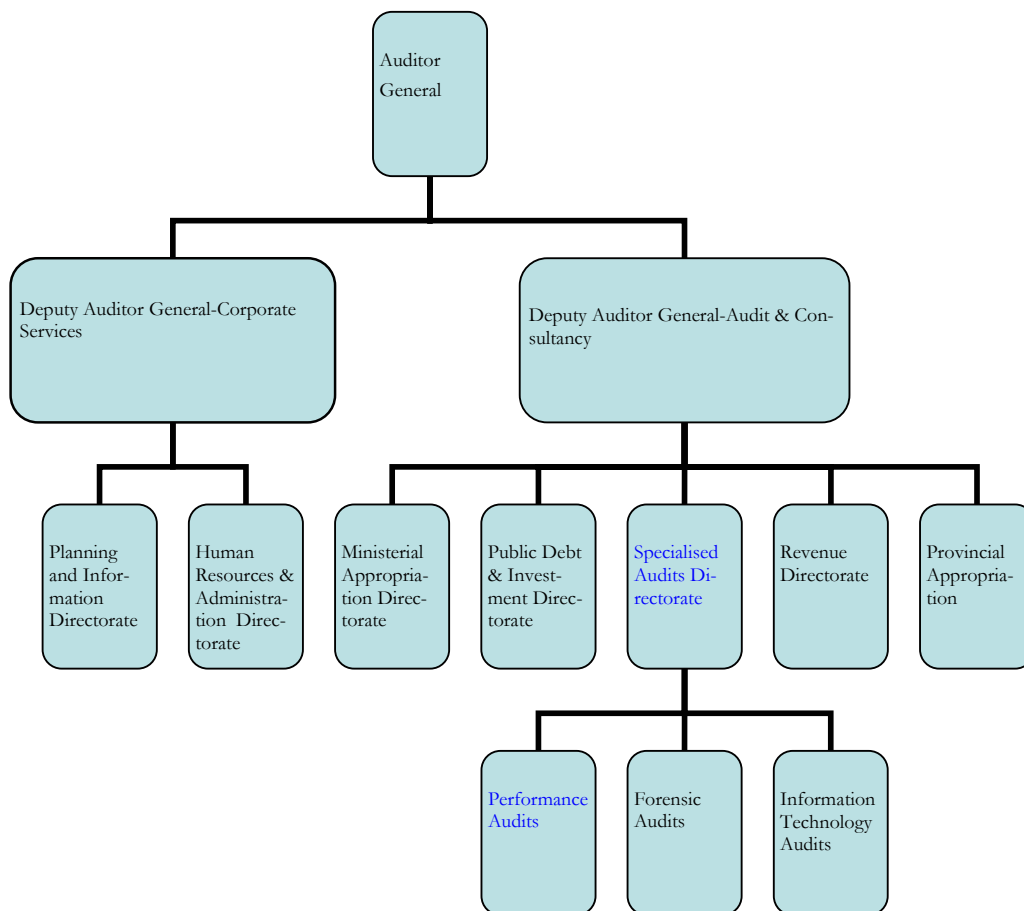 Auditor
General
Deputy Auditor General-Corporate
Services
Deputy Auditor General-Audit & Con-
sultancy
Planning
and Infor-
mation
Directorate
Human
Resources &
Administra-
tion  Direc-
torate
Ministerial
Appropria-
tion Direc-
torate
Public Debt
& Invest-
ment Direc-
torate
Specialised
Audits Di-
rectorate
Revenue
Directorate
Provincial
Appropria-
tion
Performance
Audits
Forensic
Audits
Information
Technology
Audits